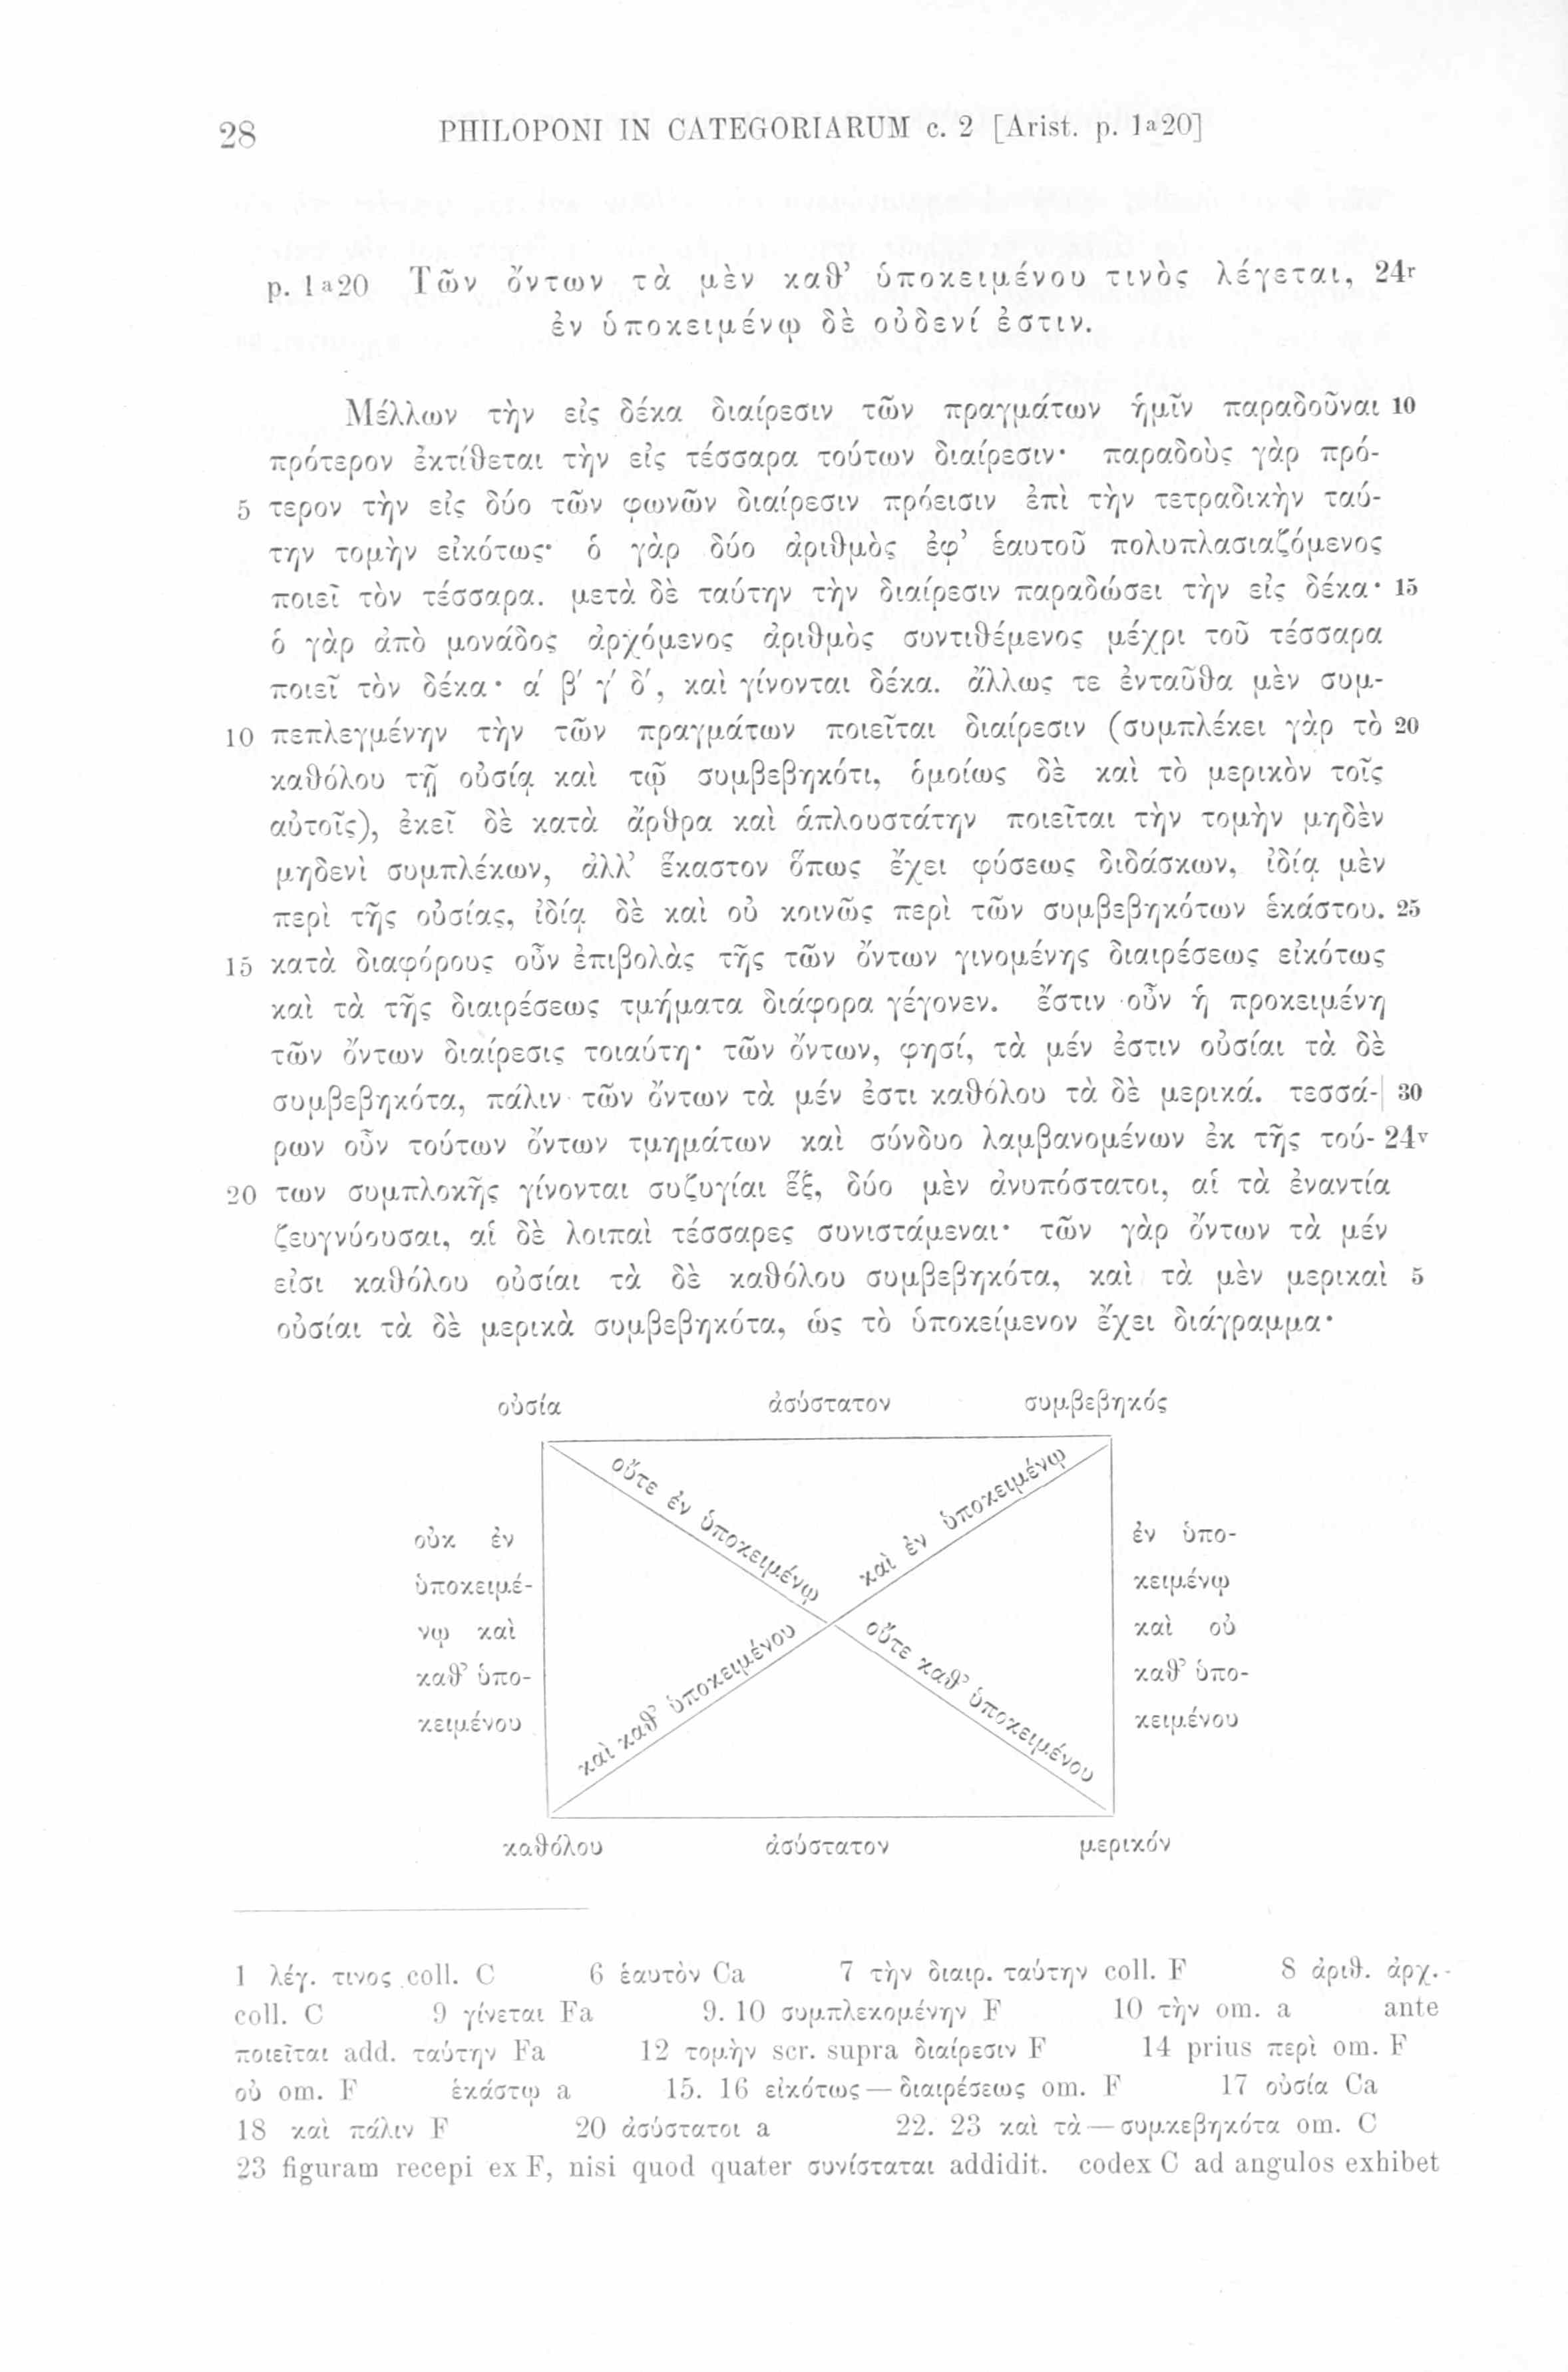 28 PHILOPONI IN CATEGORIARUM c. 2 [Arist. p. 1a20]
p. 1a20 Τῶν ὄντων τὰ μὲν καθ’ ὑποκειμένου τινὸς λέγεται, 24r
ἐν ὑποκειμένῳ δὲ οὐδενί ἐστιν.
Μέλλων τὴν εἰς δέκα διαίρεσιν τῶν πραγμάτων ἡμῖν παραδοῦναι 10
πρότερον ἐκτίθεται τὴν εἰς τέσσαρα τούτων διαίρεσιν· παραδοὺς γὰρ πρό-
5 τερον τὴν εἰς δύο τῶν φωνῶν διαίρεσιν πρόεισιν ἐπὶ τὴν τετραδικὴν ταύ-
την τομὴν εἰκότως· ὁ γὰρ δύο ἀριθμὸς ἐφ’ ἑαυτοῦ πολυπλασιαζόμενος
ποιεῖ τὸν τέσσαρα. μετὰ δὲ ταύτην τὴν διαίρεσιν παραδώσει τὴν εἰς δέκα· 15
ὁ γὰρ ἀπὸ μονάδος ἀρχόμενος ἀριθμὸς συντιθέμενος μέχρι τοῦ τέσσαρα
ποιεῖ τὸν δέκα· α′ β′ γ′ δ′, καὶ γίνονται δέκα. ἄλλως τε ἐνταῦθα μὲν συμ-
10 πεπλεγμένην τὴν τῶν πραγμάτων ποιεῖται διαίρεσιν (συμπλέκει γὰρ τὸ 20
καθόλου τῇ οὐσίᾳ καὶ τῷ συμβεβηκότι, ὁμοίως δὲ καὶ τὸ μερικὸν τοῖς
αὐτοῖς), ἐκεῖ δὲ κατὰ ἄρθρα καὶ ἁπλουστάτην ποιεῖται τὴν τομὴν μηδὲν
μηδενὶ συμπλέκων, ἀλλ’ ἕκαστον ὅπως ἔχει φύσεως διδάσκων, ἰδίᾳ μὲν
περὶ τῆς οὐσίας, ἰδίᾳ δὲ καὶ οὐ κοινῶς περὶ τῶν συμβεβηκότων ἑκάστου. 25
15 κατὰ διαφόρους οὖν ἐπιβολὰς τῆς τῶν ὄντων γινομένης διαιρέσεως εἰκότως
καὶ τὰ τῆς διαιρέσεως τμήματα διάφορα γέγονεν. ἔστιν οὖν ἡ προκειμένη
τῶν ὄντων διαίρεσις τοιαύτη· τῶν ὄντων, φησί, τὰ μέν ἐστιν οὐσίαι τὰ δὲ
συμβεβηκότα, πάλιν τῶν ὄντων τὰ μέν ἐστι καθόλου τὰ δὲ μερικά. τεσσά-| 30
ρων οὖν τούτων ὄντων τμημάτων καὶ σύνδυο λαμβανομένων ἐκ τῆς τού- 24v
20 των συμπλοκῆς γίνονται συζυγίαι ἕξ, δύο μὲν ἀνυπόστατοι, αἱ τὰ ἐναντία
ζευγνύουσαι, αἱ δὲ λοιπαὶ τέσσαρες συνιστάμεναι· τῶν γὰρ ὄντων τὰ μέν
εἰσι καθόλου οὐσίαι τὰ δὲ καθόλου συμβεβηκότα, καὶ τὰ μὲν μερικαὶ 5
οὐσίαι τὰ δὲ μερικὰ συμβεβηκότα, ὡς τὸ ὑποκείμενον ἔχει διάγραμμα·
οὐσία ἀσύστατον συμβεβηκός
οὔτε ἐν ὑποκειμένῳ
καὶ ἐν ὑποκειμένῳ
οὐκ ἐν
ὑποκειμέ-
νῳ καὶ
καθ’ ὑπο-
κειμένου
ἐν ὑπο-
κειμένῳ
καὶ οὐ
καθ’ ὑπο-
κειμένου
καὶ καθ’ ὑποκειμένου
οὔτε καθ’ ὑποκειμένου
καθόλου ἀσύστατον μερικόν
1 λέγ. τινος coll. C 6 ἑαυτὸν Ca 7 τὴν διαιρ. ταύτην coll. F 8 ἀριθ. ἀρχ.
coll. C 9 γίνεται Fa 9. 10 συμπλεκομένην F 10 τὴν om. a ante
ποιεῖται add. ταύτην Fa 12 τομὴν scr. supra διαίρεσιν F 14 prius περὶ om. F
οὐ om. F ἑκάστῳ a 15. 16 εἰκότως — διαιρέσεως om. F 17 οὐσία Ca
18 καὶ πάλιν F 20 ἀσύστατοι a 22. 23 καὶ τὰ — συμκεβηκότα om. C
23 figuram recepi ex F, nisi quod quater συνίσταται addidit. codex C ad angulos exhibet